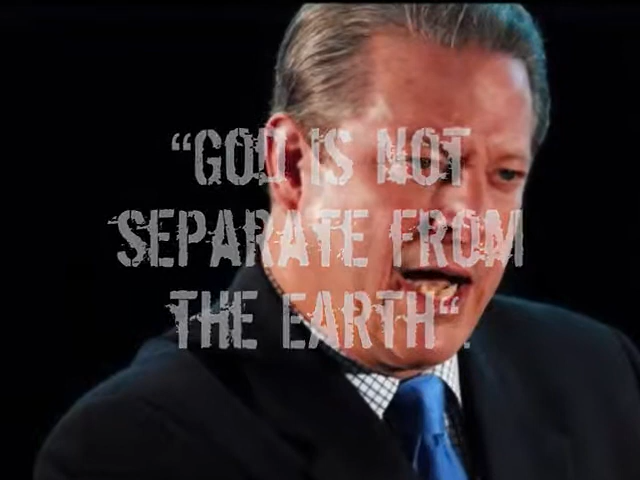 “GOD IS NOT
SEPARATE FROM
THE EARTH“.